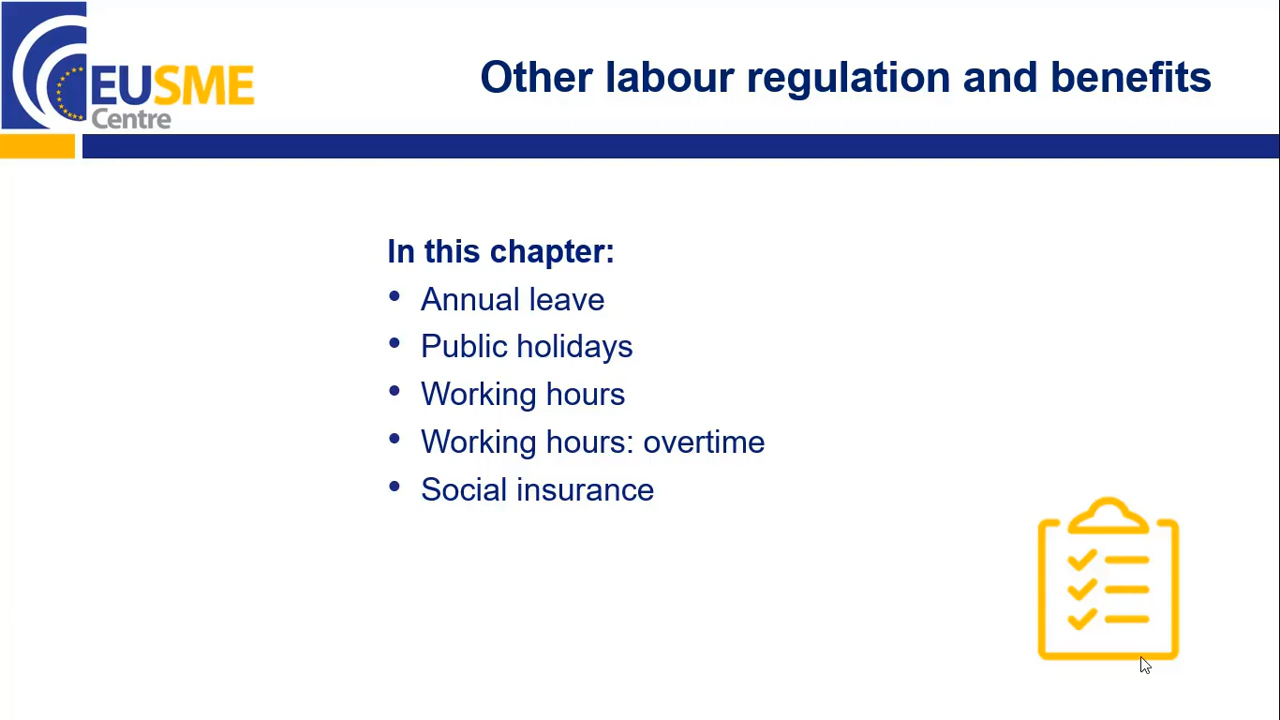 EUSME
Centre
Other labour regulation and benefits
In this chapter:
• Annual leave
• Public holidays
• Working hours
• Working hours: overtime
• Social insurance